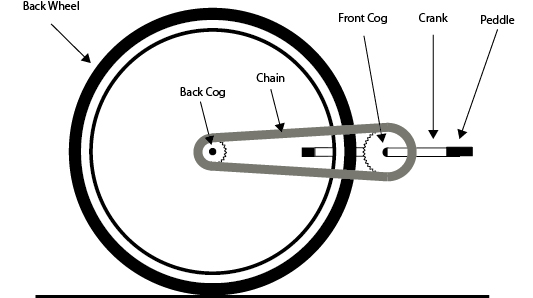 Back Wheel
Front Cog
Crank
Peddle
Chain
Back Cog